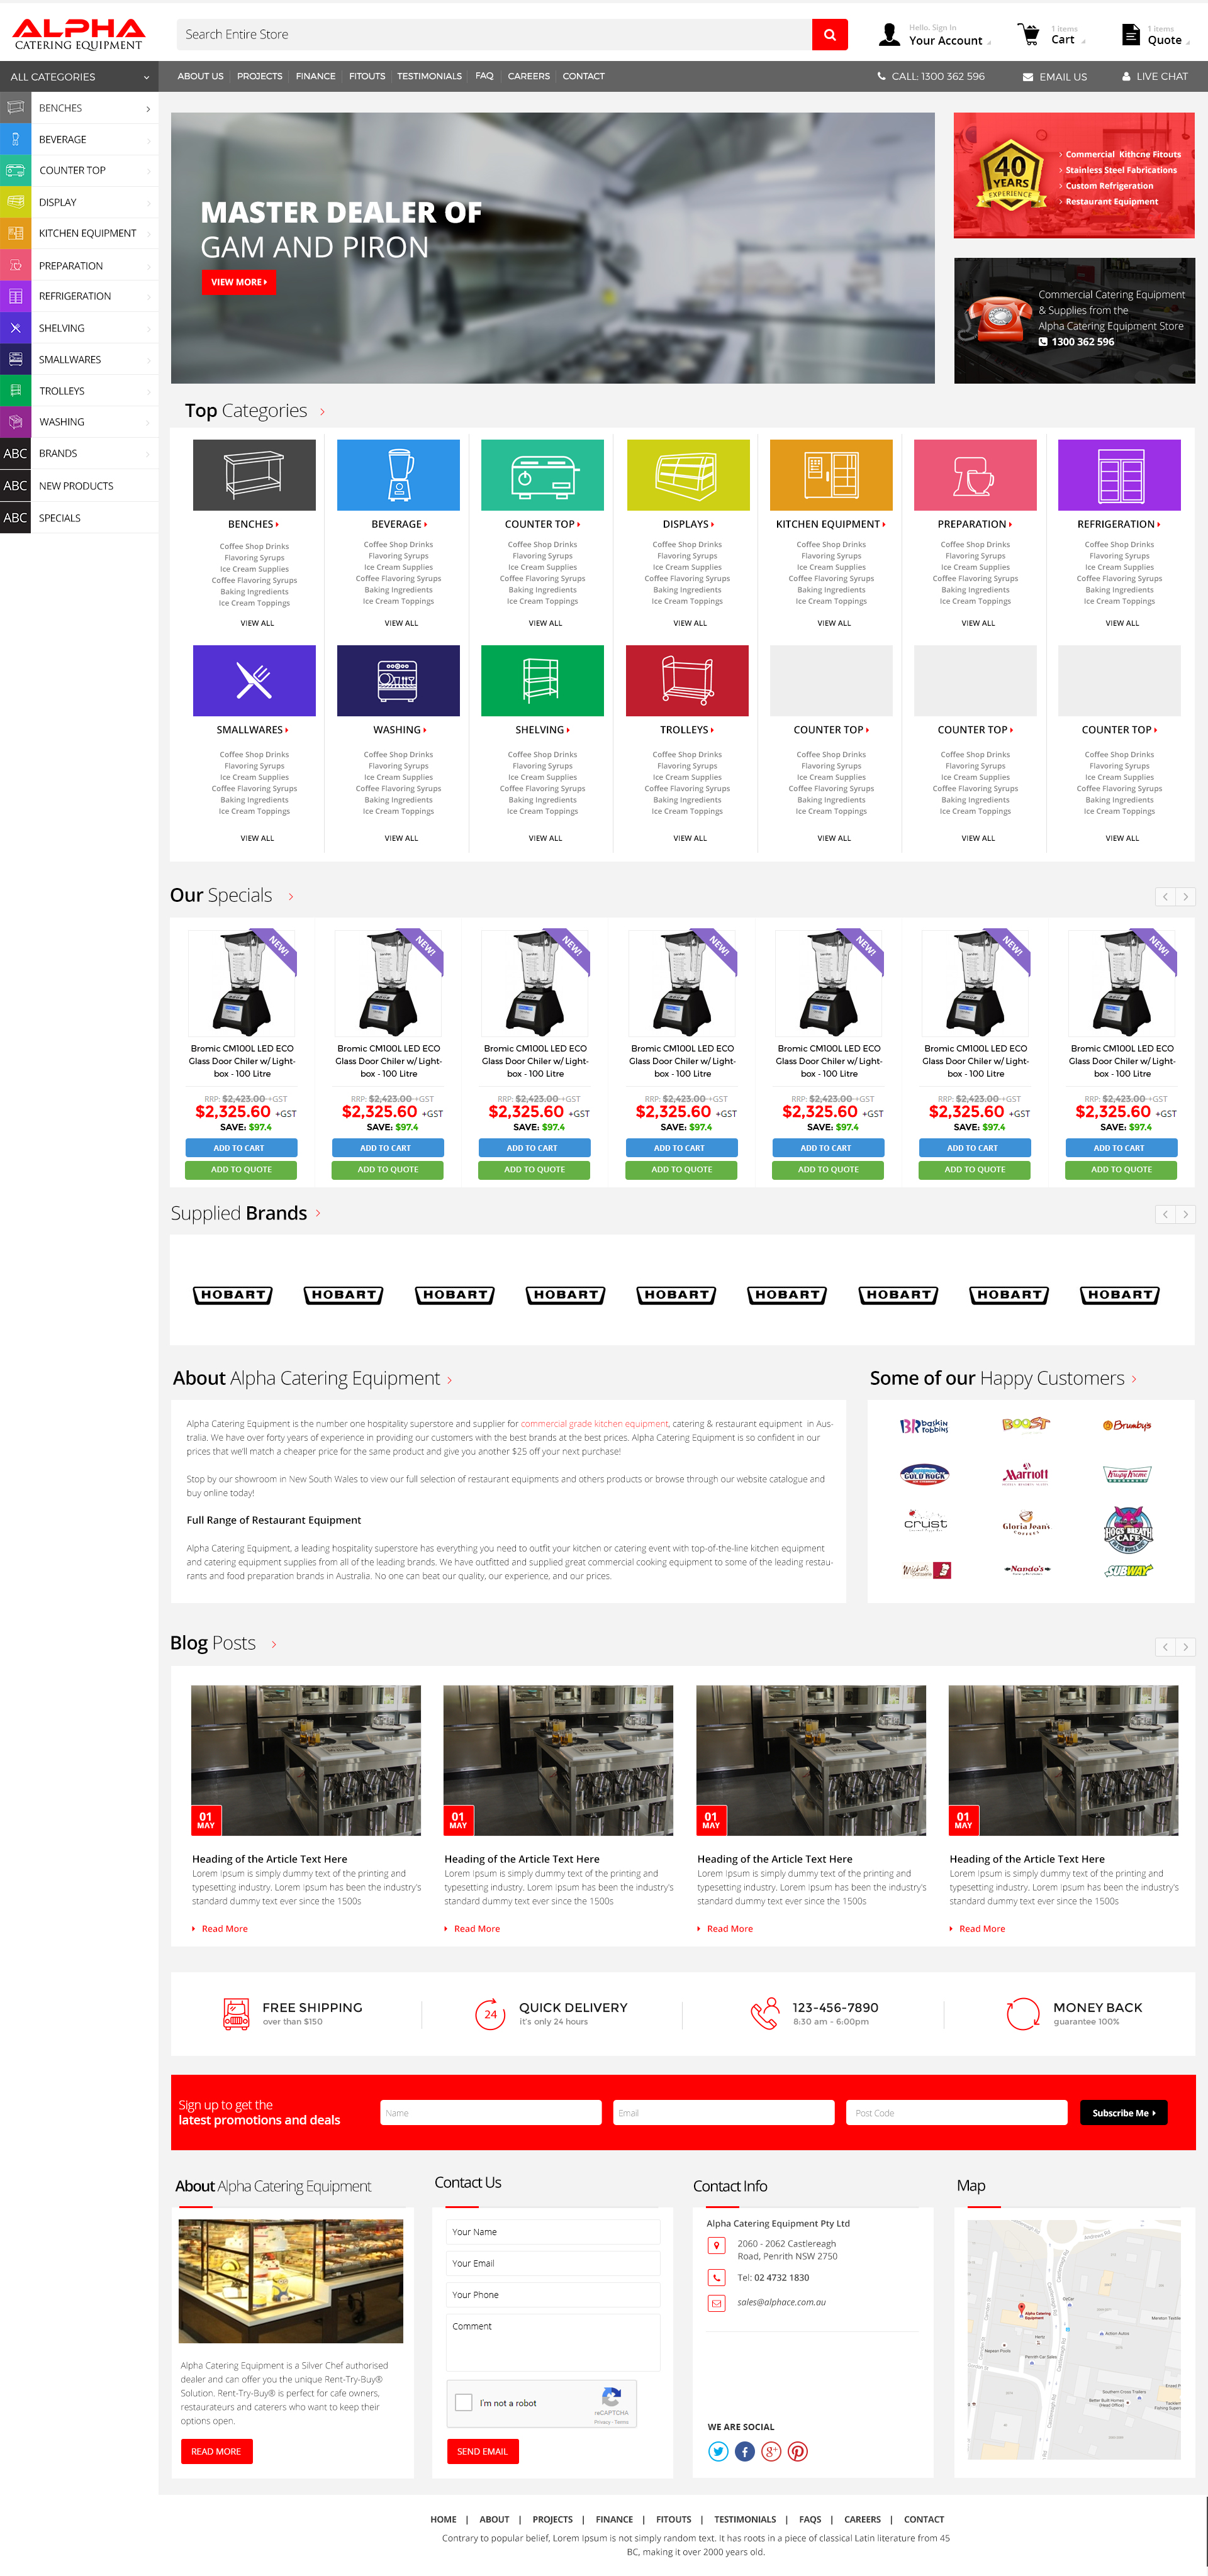 ALPHA
CATERING EQUIPMENT
Search Entire Store
Hello, Sign In
Your Account
1 items
Cart
1 items
Quote
ALL CATEGORIES
ABOUT US
PROJECTS
FINANCE
FITOUTS
TESTIMONIALS
FAQ
CAREERS
CONTACT
CALL: 1300 362 596
EMAIL US
LIVE CHAT
BENCHES
BEVERAGE
COUNTER TOP
DISPLAY
KITCHEN EQUIPMENT
PREPARATION
REFRIGERATION
SHELVING
SMALLWARES
TROLLEYS
WASHING
ABC BRANDS
ABC NEW PRODUCTS
ABC SPECIALS
MASTER DEALER OF
GAM AND PIRON
VIEW MORE
40
YEARS
EXPERIENCE
Commercial Kithcne Fitouts
Stainless Steel Fabrications
Custom Refrigeration
Restaurant Equipment
Commercial Catering Equipment
& Supplies from the
Alpha Catering Equipment Store
1300 362 596
Top Categories
BENCHES
Coffee Shop Drinks
Flavoring Syrups
Ice Cream Supplies
Coffee Flavoring Syrups
Baking Ingredients
Ice Cream Toppings
VIEW ALL
BEVERAGE
Coffee Shop Drinks
Flavoring Syrups
Ice Cream Supplies
Coffee Flavoring Syrups
Baking Ingredients
Ice Cream Toppings
VIEW ALL
COUNTER TOP
Coffee Shop Drinks
Flavoring Syrups
Ice Cream Supplies
Coffee Flavoring Syrups
Baking Ingredients
Ice Cream Toppings
VIEW ALL
DISPLAYS
Coffee Shop Drinks
Flavoring Syrups
Ice Cream Supplies
Coffee Flavoring Syrups
Baking Ingredients
Ice Cream Toppings
VIEW ALL
KITCHEN EQUIPMENT
Coffee Shop Drinks
Flavoring Syrups
Ice Cream Supplies
Coffee Flavoring Syrups
Baking Ingredients
Ice Cream Toppings
VIEW ALL
PREPARATION
Coffee Shop Drinks
Flavoring Syrups
Ice Cream Supplies
Coffee Flavoring Syrups
Baking Ingredients
Ice Cream Toppings
VIEW ALL
REFRIGERATION
Coffee Shop Drinks
Flavoring Syrups
Ice Cream Supplies
Coffee Flavoring Syrups
Baking Ingredients
Ice Cream Toppings
VIEW ALL
SMALLWARES
Coffee Shop Drinks
Flavoring Syrups
Ice Cream Supplies
Coffee Flavoring Syrups
Baking Ingredients
Ice Cream Toppings
VIEW ALL
WASHING
Coffee Shop Drinks
Flavoring Syrups
Ice Cream Supplies
Coffee Flavoring Syrups
Baking Ingredients
Ice Cream Toppings
VIEW ALL
SHELVING
Coffee Shop Drinks
Flavoring Syrups
Ice Cream Supplies
Coffee Flavoring Syrups
Baking Ingredients
Ice Cream Toppings
VIEW ALL
TROLLEYS
Coffee Shop Drinks
Flavoring Syrups
Ice Cream Supplies
Coffee Flavoring Syrups
Baking Ingredients
Ice Cream Toppings
VIEW ALL
COUNTER TOP
Coffee Shop Drinks
Flavoring Syrups
Ice Cream Supplies
Coffee Flavoring Syrups
Baking Ingredients
Ice Cream Toppings
VIEW ALL
COUNTER TOP
Coffee Shop Drinks
Flavoring Syrups
Ice Cream Supplies
Coffee Flavoring Syrups
Baking Ingredients
Ice Cream Toppings
VIEW ALL
COUNTER TOP
Coffee Shop Drinks
Flavoring Syrups
Ice Cream Supplies
Coffee Flavoring Syrups
Baking Ingredients
Ice Cream Toppings
VIEW ALL
Our Specials
NEW!
Bromic CM100L LED ECO
Glass Door Chiler w/ Light-
box - 100 Litre
RRP: $2,423.00 +GST
$2,325.60 +GST
SAVE: $97.4
ADD TO CART
ADD TO QUOTE
NEW!
Bromic CM100L LED ECO
Glass Door Chiler w/ Light-
box - 100 Litre
RRP: $2,423.00 +GST
$2,325.60 +GST
SAVE: $97.4
ADD TO CART
ADD TO QUOTE
NEW!
Bromic CM100L LED ECO
Glass Door Chiler w/ Light-
box - 100 Litre
RRP: $2,423.00 +GST
$2,325.60 +GST
SAVE: $97.4
ADD TO CART
ADD TO QUOTE
NEW!
Bromic CM100L LED ECO
Glass Door Chiler w/ Light-
box - 100 Litre
RRP: $2,423.00 +GST
$2,325.60 +GST
SAVE: $97.4
ADD TO CART
ADD TO QUOTE
NEW!
Bromic CM100L LED ECO
Glass Door Chiler w/ Light-
box - 100 Litre
RRP: $2,423.00 +GST
$2,325.60 +GST
SAVE: $97.4
ADD TO CART
ADD TO QUOTE
NEW!
Bromic CM100L LED ECO
Glass Door Chiler w/ Light-
box - 100 Litre
RRP: $2,423.00 +GST
$2,325.60 +GST
SAVE: $97.4
ADD TO CART
ADD TO QUOTE
NEW!
Bromic CM100L LED ECO
Glass Door Chiler w/ Light-
box - 100 Litre
RRP: $2,423.00 +GST
$2,325.60 +GST
SAVE: $97.4
ADD TO CART
ADD TO QUOTE
Supplied Brands
HOBART HOBART HOBART HOBART HOBART HOBART HOBART HOBART HOBART
About Alpha Catering Equipment
Alpha Catering Equipment is the number one hospitality superstore and supplier for commercial grade kitchen equipment, catering & restaurant equipment in Aus-
tralia. We have over forty years of experience in providing our customers with the best brands at the best prices. Alpha Catering Equipment is so confident in our
prices that we'll match a cheaper price for the same product and give you another $25 off your next purchase!
Stop by our showroom in New South Wales to view our full selection of restaurant equipments and others products or browse through our website catalogue and
buy online today!
Full Range of Restaurant Equipment
Alpha Catering Equipment, a leading hospitality superstore has everything you need to outfit your kitchen or catering event with top-of-the-line kitchen equipment
and catering equipment supplies from all of the leading brands. We have outfitted and supplied great commercial cooking equipment to some of the leading restau-
rants and food preparation brands in Australia. No one can beat our quality, our experience, and our prices.
Some of our Happy Customers
BR baskin robbins
BOOST
Brumby's
COLD ROCK
Marriott
Krispy Kreme
crust
Gloria Jean's
COFFEES
HOG'S BREATH
CAFE
Michel's
Nando's
SUBWAY
Blog Posts
01
MAY
Heading of the Article Text Here
Lorem Ipsum is simply dummy text of the printing and
typesetting industry. Lorem Ipsum has been the industry's
standard dummy text ever since the 1500s
Read More
01
MAY
Heading of the Article Text Here
Lorem Ipsum is simply dummy text of the printing and
typesetting industry. Lorem Ipsum has been the industry's
standard dummy text ever since the 1500s
Read More
01
MAY
Heading of the Article Text Here
Lorem Ipsum is simply dummy text of the printing and
typesetting industry. Lorem Ipsum has been the industry's
standard dummy text ever since the 1500s
Read More
01
MAY
Heading of the Article Text Here
Lorem Ipsum is simply dummy text of the printing and
typesetting industry. Lorem Ipsum has been the industry's
standard dummy text ever since the 1500s
Read More
FREE SHIPPING
over than $150
24
QUICK DELIVERY
it's only 24 hours
123-456-7890
8:30 am - 6:00pm
MONEY BACK
guarantee 100%
Sign up to get the
latest promotions and deals
Name
Email
Post Code
Subscribe Me
About Alpha Catering Equipment
Alpha Catering Equipment is a Silver Chef authorised
dealer and can offer you the unique Rent-Try-Buy®
Solution. Rent-Try-Buy® is perfect for cafe owners,
restaurateurs and caterers who want to keep their
options open.
READ MORE
Contact Us
Your Name
Your Email
Your Phone
Comment
I'm not a robot
reCAPTCHA
Privacy - Terms
SEND EMAIL
Contact Info
Alpha Catering Equipment Pty Ltd
2060 - 2062 Castlereagh
Road, Penrith NSW 2750
Tel: 02 4732 1830
sales@alphace.com.au
WE ARE SOCIAL
Map
Alpha Catering
Equipment
Action Autra
Hertz
Nepean Pools
Penrith Car Sales
Southern Cross Trailers
Better Built Homes
(Head Office)
HOME | ABOUT | PROJECTS | FINANCE | FITOUTS | TESTIMONIALS | FAQS | CAREERS | CONTACT
Contrary to popular belief, Lorem Ipsum is not simply random text. It has roots in a piece of classical Latin literature from 45
BC, making it over 2000 years old.